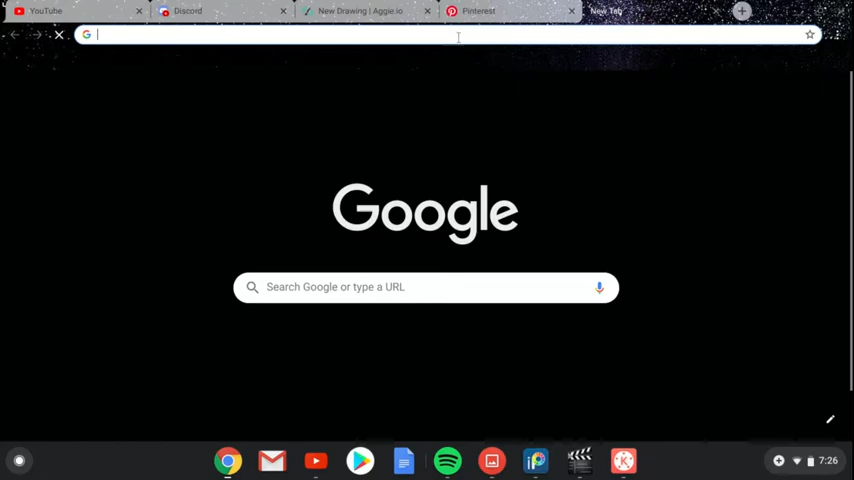 YouTube
Discord
New Drawing | Aggie.io
Pinterest
New Tab
Google
Search Google or type a URL
7:26